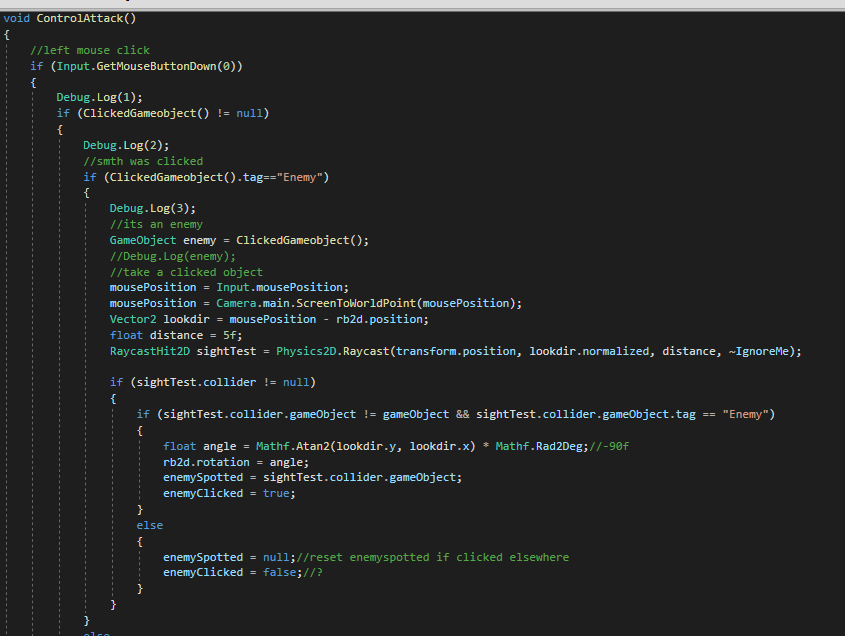 void ControlAttack()
{
//left mouse click
if (Input.GetMouseButtonDown(0))
{
Debug.Log(1);
if (ClickedGameobject() != null)
{
Debug.Log(2);
//smth was clicked
if (ClickedGameobject().tag=="Enemy")
{
Debug.Log(3);
//its an enemy
GameObject enemy = ClickedGameobject();
//Debug.Log(enemy);
//take a clicked object
mousePosition = Input.mousePosition;
mousePosition = Camera.main.ScreenToWorldPoint(mousePosition);
Vector2 lookdir = mousePosition - rb2d.position;
float distance = 5f;
RaycastHit2D sightTest = Physics2D.Raycast(transform.position, lookdir.normalized, distance, ~IgnoreMe);
if (sightTest.collider != null)
{
if (sightTest.collider.gameObject != gameObject && sightTest.collider.gameObject.tag == "Enemy")
{
float angle = Mathf.Atan2(lookdir.y, lookdir.x) * Mathf.Rad2Deg;//-90f
rb2d.rotation = angle;
enemySpotted = sightTest.collider.gameObject;
enemyClicked = true;
}
else
{
enemySpotted = null;//reset enemyspotted if clicked elsewhere
enemyClicked = false;//?
}
}
}
else